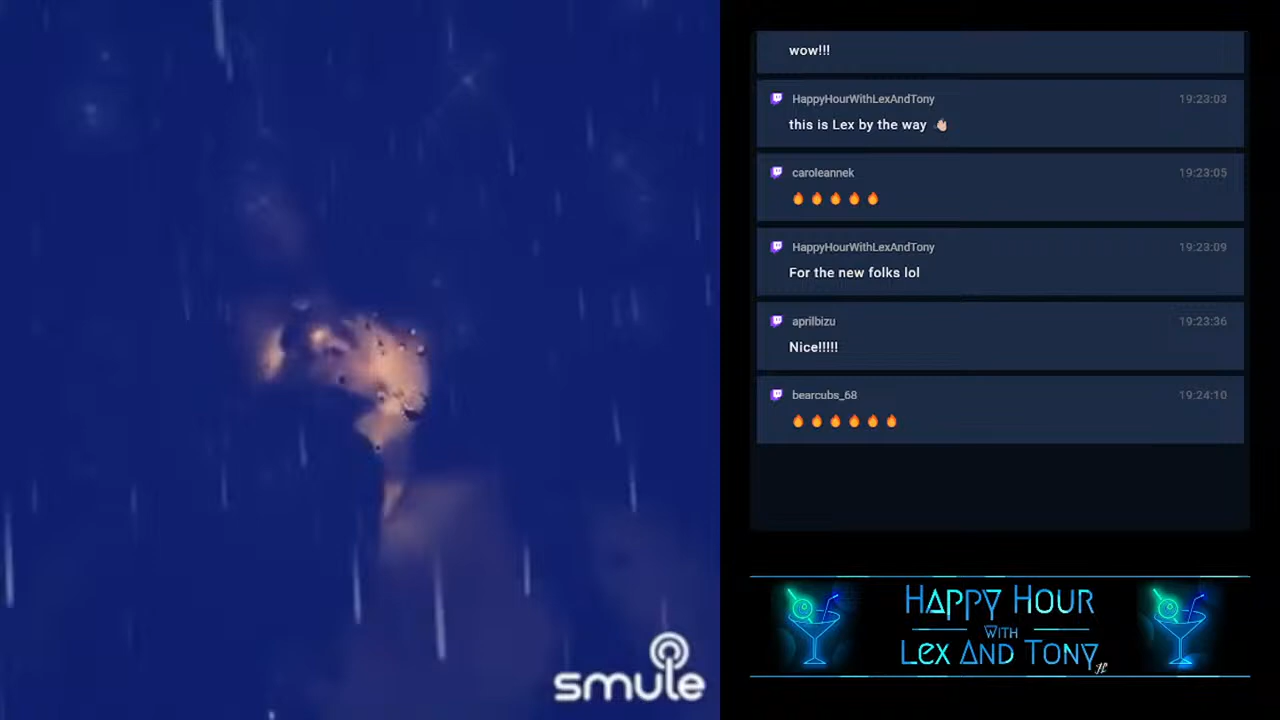 wow!!!
HappyHourWithLexAndTony 19:23:03
this is Lex by the way 👋🏻
caroleannek 19:23:05
🔥 🔥 🔥 🔥 🔥
HappyHourWithLexAndTony 19:23:09
For the new folks lol
aprilbizu 19:23:36
Nice!!!!!
bearcubs_68 19:24:10
🔥 🔥 🔥 🔥 🔥 🔥
smule
Happy Hour
with
Lex And Tony